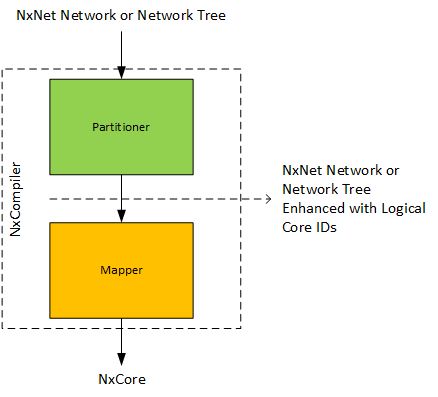 NxNet Network or Network Tree
Partitioner
NxCompiler
NxNet Network or
Network Tree
Enhanced with Logical
Core IDs
Mapper
NxCore